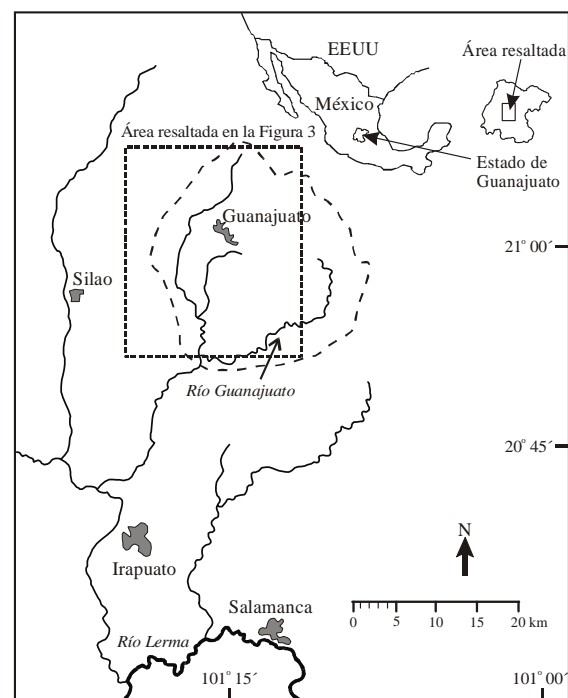 EEUU
Área resaltada
México
Área resaltada en la Figura 3
Estado de
Guanajuato
Guanajuato
21° 00´
Silao
Río Guanajuato
20° 45´
N
Irapuato
Salamanca
0 5 10 20 km
Río Lerma
101° 15´
101° 00´